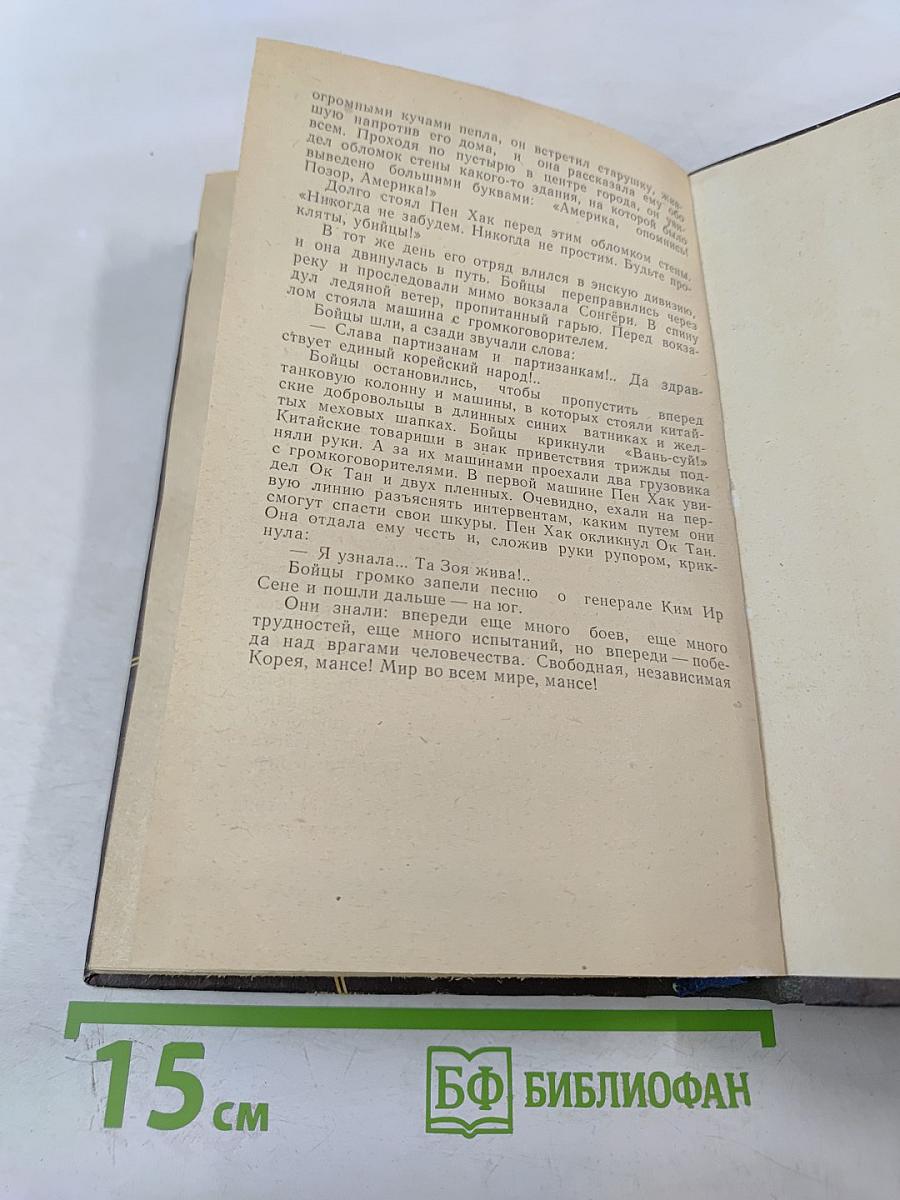 огромными кучами пепла, он встретил старушку, жив-
шую напротив его дома, и она рассказала ему обо
всем. Проходя по пустырю в центре города, он уви-
дел обломок стены какого-то здания, на которой было
выведено большими буквами: «Америка, опомнись!
Позор, Америка!»
Долго стоял Пен Хак перед этим обломком стены.
«Никогда не забудем. Никогда не простим. Будьте про-
кляты, убийцы!»
В тот же день его отряд влился в энскую дивизию,
и она двинулась в путь. Бойцы переправились через
реку и проследовали мимо вокзала Сонгёри. В спину
дул ледяной ветер, пропитанный гарью. Перед вокза-
лом стояла машина с громкоговорителем.
Бойцы шли, а сзади звучали слова:
— Слава партизанам и партизанкам!.. Да здрав-
ствует единый корейский народ!..
Бойцы остановились, чтобы пропустить вперед
танковую колонну и машины, в которых стояли китай-
ские добровольцы в длинных синих ватниках и жел-
тых меховых шапках. Бойцы крикнули «Вань-суй!»
Китайские товарищи в знак приветствия трижды под-
няли руки. А за их машинами проехали два грузовика
с громкоговорителями. В первой машине Пен Хак уви-
дел Ок Тан и двух пленных. Очевидно, ехали на пер-
вую линию разъяснять интервентам, каким путем они
смогут спасти свои шкуры. Пен Хак окликнул Ок Тан.
Она отдала ему честь и, сложив руки рупором, крик-
нула:
— Я узнала... Та Зоя жива!..
Бойцы громко запели песню о генерале Ким Ир
Сене и пошли дальше — на юг.
Они знали: впереди еще много боев, еще много
трудностей, еще много испытаний, но впереди — побе-
да над врагами человечества. Свободная, независимая
Корея, мансе! Мир во всем мире, мансе!
15 см
БФ БИБЛИОФАН